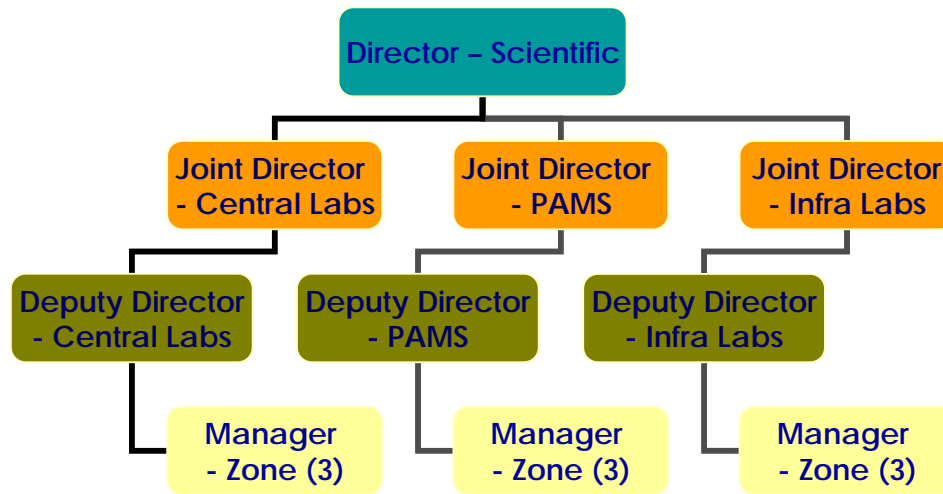 Director – Scientific
Joint Director
- Central Labs
Joint Director
- PAMS
Joint Director
- Infra Labs
Deputy Director
- Central Labs
Deputy Director
- PAMS
Deputy Director
- Infra Labs
Manager
- Zone (3)
Manager
- Zone (3)
Manager
- Zone (3)